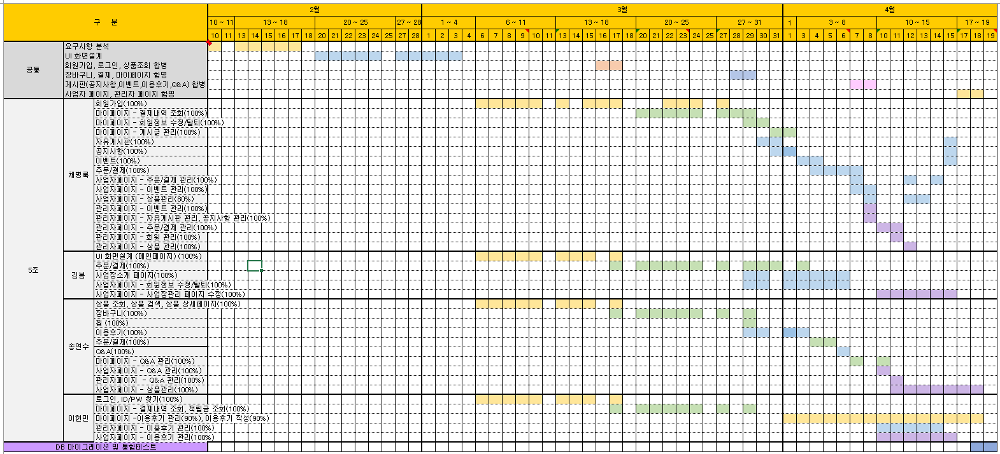 구 분
2월 3월 4월
10 ~ 11 13 ~ 18 20 ~ 25 27 ~ 28 1 ~ 4 6 ~ 11 13 ~ 18 20 ~ 25 27 ~ 31 1 3 ~ 8 10 ~ 15 17 ~ 19
10 11 13 14 15 16 17 18 20 21 22 23 24 25 27 28 1 2 3 4 6 7 8 9 10 11 13 14 15 16 17 18 20 21 22 23 24 25 27 28 29 30 31 1 3 4 5 6 7 8 10 11 12 13 14 15 17 18 19
공통
요구사항 분석
UI 화면설계
회원가입, 로그인, 상품조회 합병
장바구니, 결제, 마이페이지 합병
게시판(공지사항,이벤트,이용후기,Q&A) 합병
사업자 페이지, 관리자 페이지 합병
5조
채병록
회원가입(100%)
마이페이지 - 결제내역 조회(100%)
마이페이지 - 회원정보 수정/탈퇴(100%)
마이페이지 - 게시글 관리(100%)
자유게시판(100%)
공지사항(100%)
이벤트(100%)
주문/결제(100%)
사업자페이지 - 주문/결제 관리(100%)
사업자페이지 - 이벤트 관리(100%)
사업자페이지 - 상품관리(80%)
관리자페이지 - 이벤트 관리(100%)
관리자페이지 - 자유게시판 관리, 공지사항 관리(100%)
관리자페이지 - 주문/결제 관리(100%)
관리자페이지 - 회원 관리(100%)
관리자페이지 - 상품 관리(100%)
김봄
UI 화면설계 (메인페이지) (100%)
주문/결제(100%)
사업장소개 페이지(100%)
사업자페이지 - 회원정보 수정/탈퇴(100%)
사업자페이지 - 사업장관리 페이지 수정(100%)
송연수
상품 조회, 상품 검색, 상품 상세페이지(100%)
장바구니(100%)
찜 (100%)
이용후기(100%)
주문/결제(100%)
Q&A(100%)
마이페이지 - Q&A 관리(100%)
사업자페이지 - Q&A 관리(100%)
관리자페이지 - Q&A 관리(100%)
사업자페이지 - 상품관리(100%)
이현민
로그인, ID/PW 찾기(100%)
마이페이지 - 결제내역 조회, 적립금 조회(100%)
마이페이지 -이용후기 관리(90%), 이용후기 작성(90%)
관리자페이지 - 이용후기 관리(100%)
사업자페이지 - 이용후기 관리(100%)
DB 마이그레이션 및 통합테스트